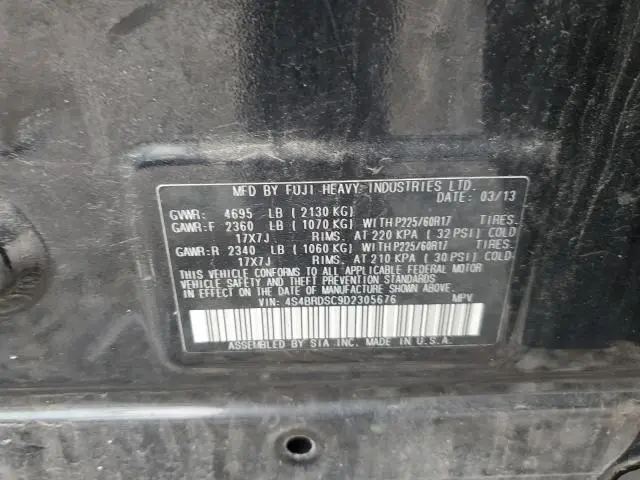 MFD BY FUJI HEAVY INDUSTRIES LTD.
DATE: 03/13
GVWR: 4695 LB ( 2130 KG)
GAWR:F 2360 LB ( 1070 KG) WITH P225/60R17 TIRES.
17X7J RIMS. AT 220 KPA ( 32 PSI) COLD
GAWR:R 2340 LB ( 1060 KG) WITH P225/60R17 TIRES.
17X7J RIMS. AT 210 KPA ( 30 PSI) COLD
THIS VEHICLE CONFORMS TO ALL APPLICABLE FEDERAL MOTOR
VEHICLE SAFETY AND THEFT PREVENTION STANDARDS
IN EFFECT ON THE DATE OF MANUFACTURE SHOWN ABOVE.
VIN: 4S4BRDSC9D2305676 MPV
ASSEMBLED BY SIA INC. MADE IN U.S.A.